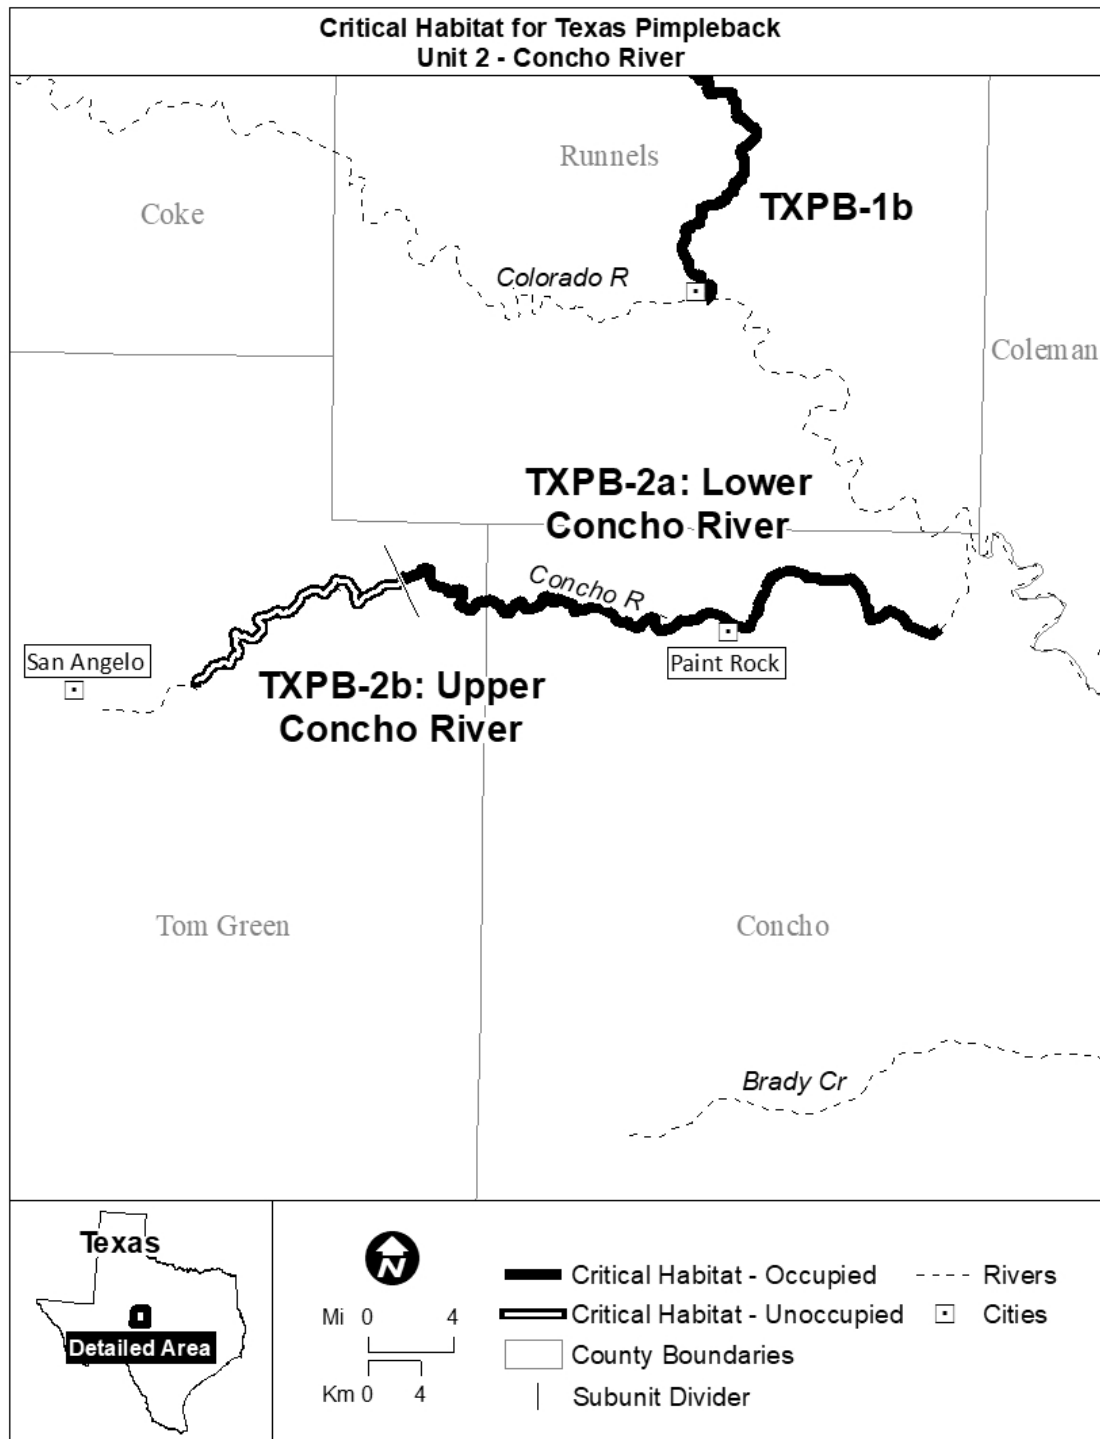 Critical Habitat for Texas Pimpleback
Unit 2 - Concho River
Runnels
Coke
TXPB-1b
Colorado R
Coleman
TXPB-2a: Lower
Concho River
Concho R
San Angelo
Paint Rock
TXPB-2b: Upper
Concho River
Tom Green
Concho
Brady Cr
Texas
Detailed Area
N
Mi 0 4
Km 0 4
Critical Habitat - Occupied
Critical Habitat - Unoccupied
County Boundaries
Subunit Divider
Rivers
Cities